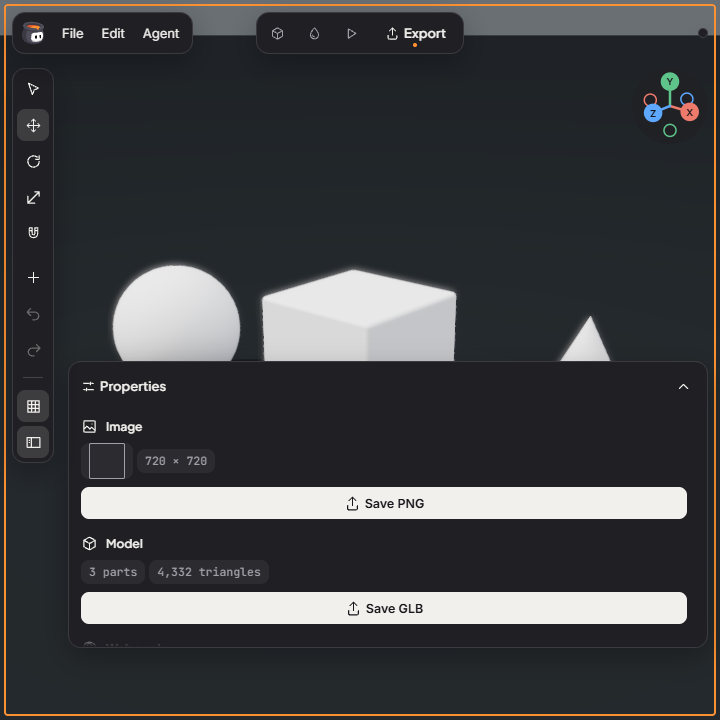 File Edit Agent
Export
Y
Z
X
Properties
Image
720 × 720
Save PNG
Model
3 parts 4,332 triangles
Save GLB